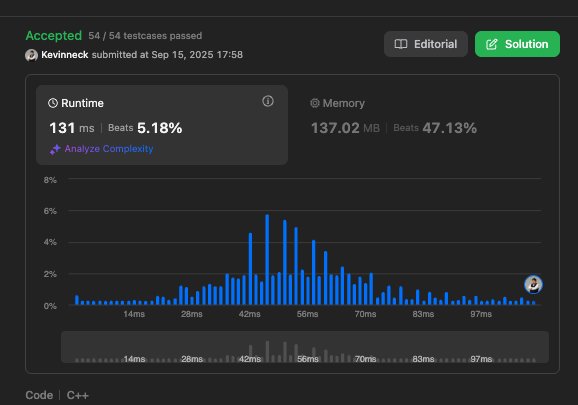 Accepted 54 / 54 testcases passed
Kevinneck submitted at Sep 15, 2025 17:58
Editorial
Solution
Runtime
131 ms | Beats 5.18%
Analyze Complexity
Memory
137.02 MB | Beats 47.13%
8%
6%
4%
2%
0%
14ms 28ms 42ms 56ms 70ms 83ms 97ms
14ms 28ms 42ms 56ms 70ms 83ms 97ms
Code | C++